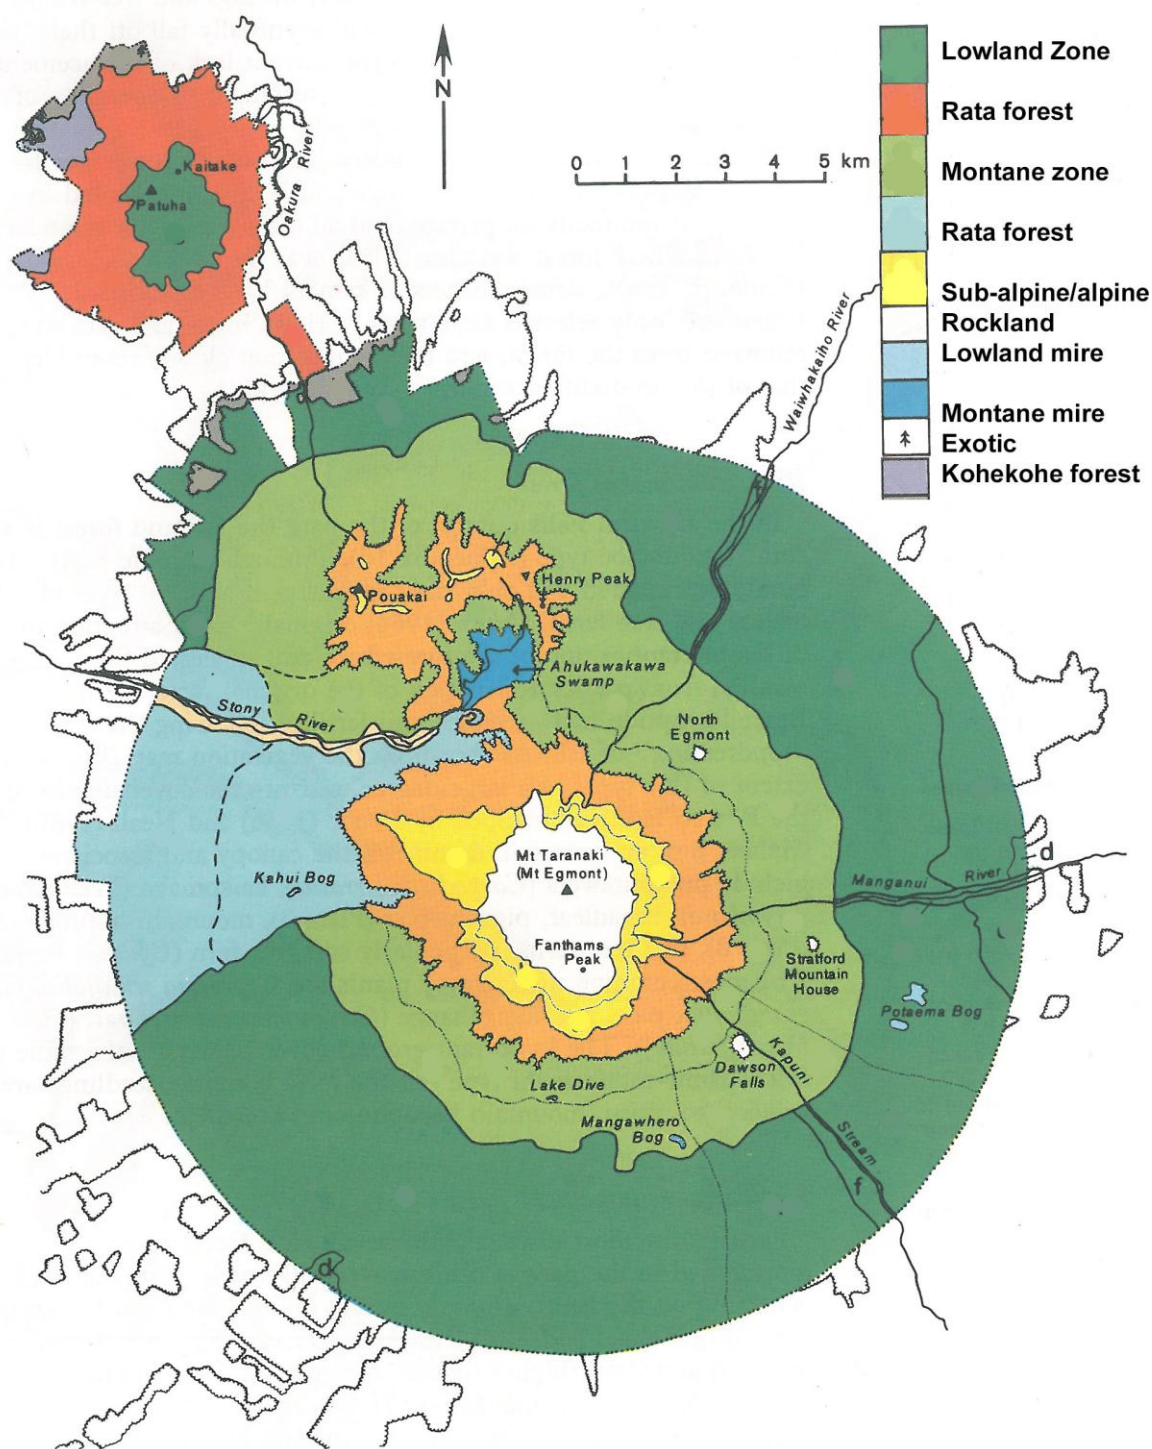 N
0 1 2 3 4 5 km
Lowland Zone
Rata forest
Montane zone
Rata forest
Sub-alpine/alpine
Rockland
Lowland mire
Montane mire
Exotic
Kohekohe forest
Kaitake
Patuha
Oakura River
Waiwhakaiho River
Pouakai
Henry Peak
Ahukawakawa
Swamp
Stony River
North
Egmont
Mt Taranaki
(Mt Egmont)
Kahui Bog
Manganui River
d
Fanthams
Peak
Stratford
Mountain
House
Potaema Bog
Dawson
Falls
Kapuni Stream
Lake Dive
Mangawhero
Bog
f
d